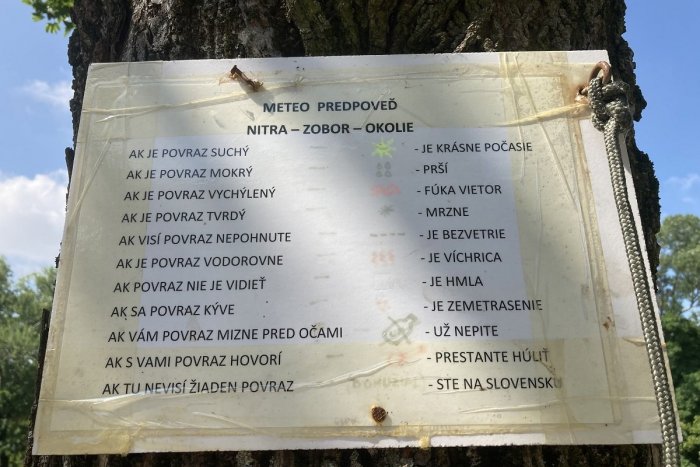 METEO PREDPOVEĎ
NITRA – ZOBOR – OKOLIE
AK JE POVRAZ SUCHÝ - JE KRÁSNE POČASIE
AK JE POVRAZ MOKRÝ - PRŠÍ
AK JE POVRAZ VYCHÝLENÝ - FÚKA VIETOR
AK JE POVRAZ TVRDÝ - MRZNE
AK VISÍ POVRAZ NEPOHNUTE - JE BEZVETRIE
AK JE POVRAZ VODOROVNE - JE VÍCHRICA
AK POVRAZ NIE JE VIDIEŤ - JE HMLA
AK SA POVRAZ KÝVE - JE ZEMETRASENIE
AK VÁM POVRAZ MIZNE PRED OČAMI - UŽ NEPITE
AK S VAMI POVRAZ HOVORÍ - PRESTANTE HÚLIŤ
AK TU NEVISÍ ŽIADEN POVRAZ - STE NA SLOVENSKU